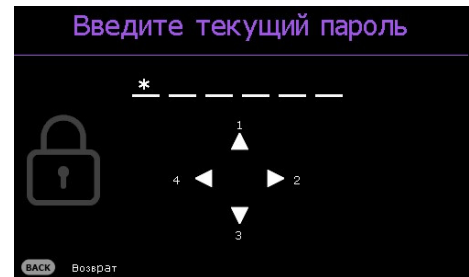 Введите текущий пароль
* _ _ _ _ _
1
4 2
3
BACK Возврат